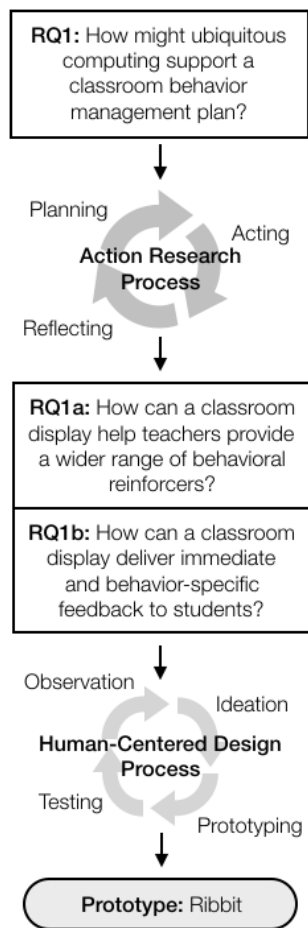 RQ1: How might ubiquitous
computing support a
classroom behavior
management plan?
Planning
Acting
Action Research
Process
Reflecting
RQ1a: How can a classroom
display help teachers provide
a wider range of behavioral
reinforcers?
RQ1b: How can a classroom
display deliver immediate
and behavior-specific
feedback to students?
Observation
Ideation
Human-Centered Design
Process
Testing
Prototyping
Prototype: Ribbit